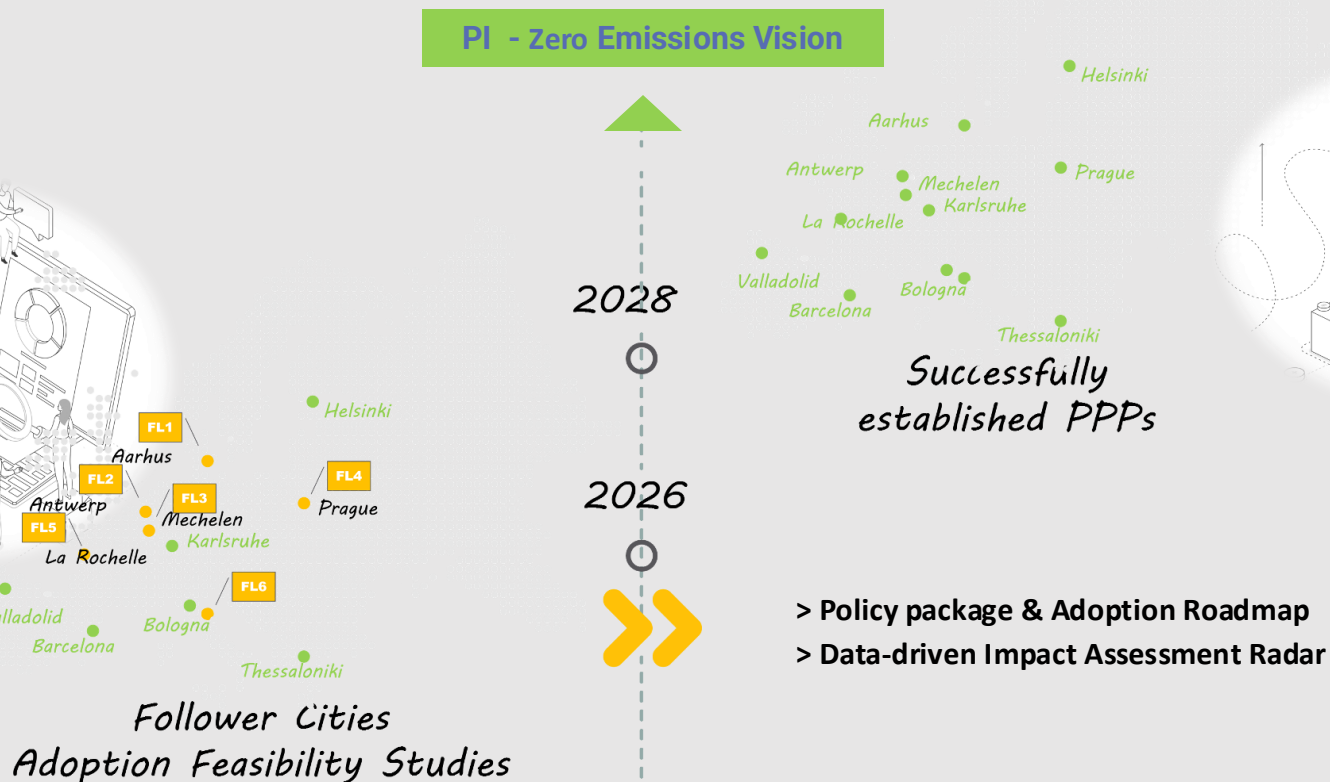 PI - Zero Emissions Vision
Helsinki
Aarhus
Antwerp
Mechelen
Prague
Karlsruhe
La Rochelle
Valladolid
Bologna
Barcelona
Thessaloniki
Successfully
established PPPs
2028
2026
> Policy package & Adoption Roadmap
> Data-driven Impact Assessment Radar
Helsinki
FL1
Aarhus
FL2
FL4
Antwerp
FL3
Prague
Mechelen
FL5
Karlsruhe
La Rochelle
FL6
lladolid
Bologna
Barcelona
Thessaloniki
Follower Cities
Adoption Feasibility Studies